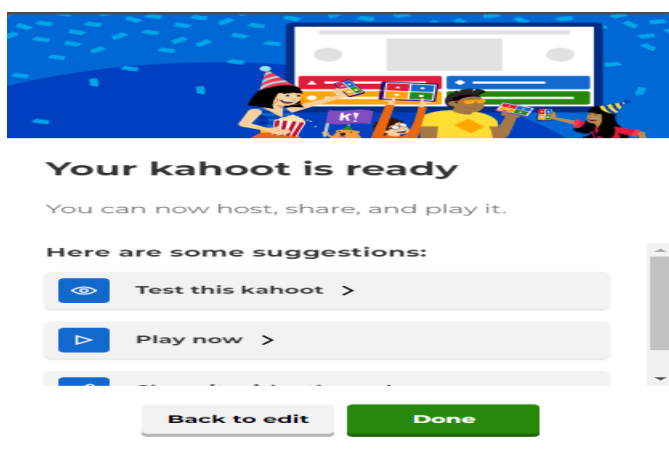 K!
Your kahoot is ready
You can now host, share, and play it.
Here are some suggestions:
Test this kahoot >
Play now >
Back to edit
Done